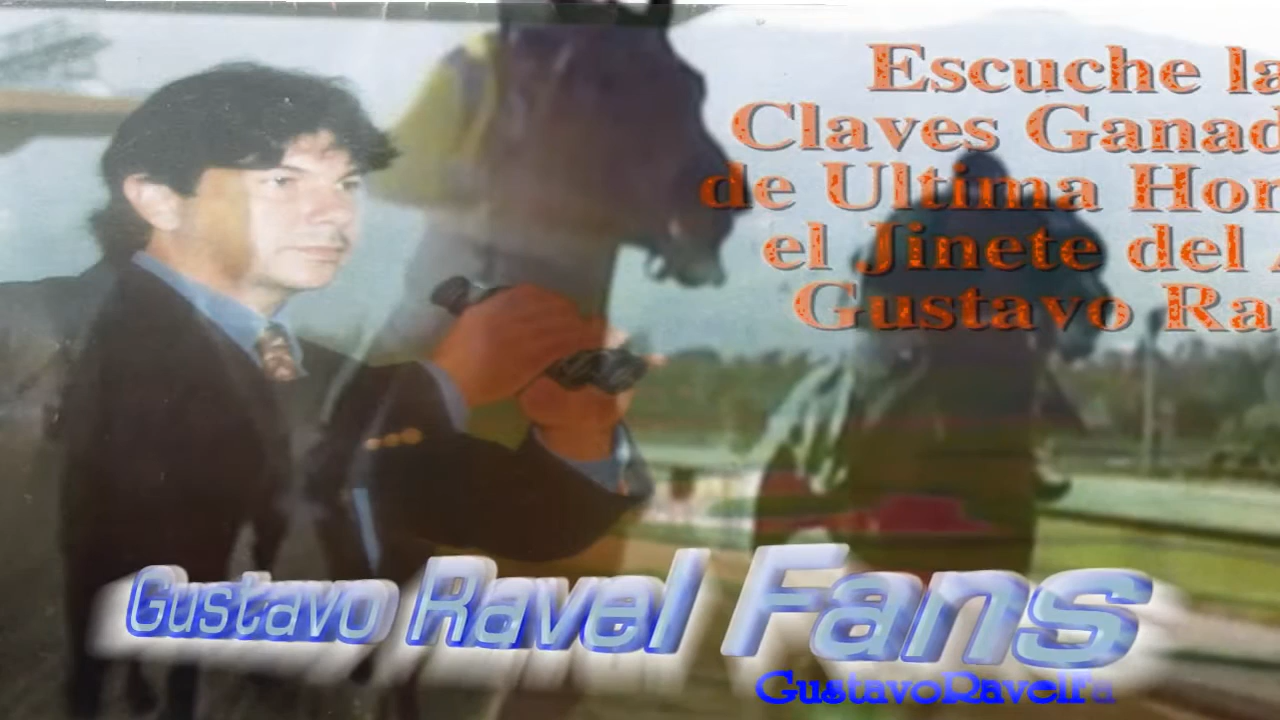 Escuche la
Claves Ganad
de Ultima Hor
el Jinete del A
Gustavo Ra
Gustavo Ravel Fans
GustavoRavelFa